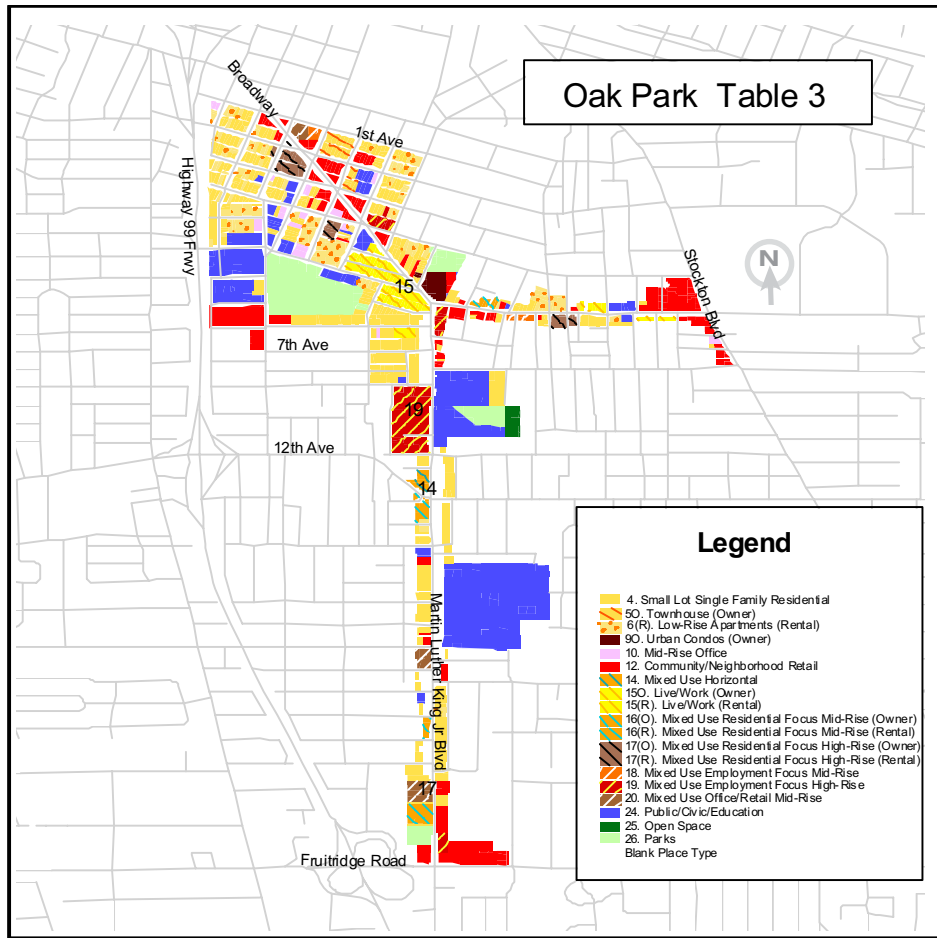 Oak Park Table 3
Broadway
1st Ave
Highway 99 Frwy
N
Stockton Blvd
15
7th Ave
19
12th Ave
14
Martin Luther King Jr Blvd
17
Fruitridge Road
Legend
4. Small Lot Single Family Residential
5O. Townhouse (Owner)
6(R). Low-Rise Apartments (Rental)
9O. Urban Condos (Owner)
10. Mid-Rise Office
12. Community/Neighborhood Retail
14. Mixed Use Horizontal
15O. Live/Work (Owner)
15(R). Live/Work (Rental)
16(O). Mixed Use Residential Focus Mid-Rise (Owner)
16(R). Mixed Use Residential Focus Mid-Rise (Rental)
17(O). Mixed Use Residential Focus High-Rise (Owner)
17(R). Mixed Use Residential Focus High-Rise (Rental)
18. Mixed Use Employment Focus Mid-Rise
19. Mixed Use Employment Focus High-Rise
20. Mixed Use Office/Retail Mid-Rise
24. Public/Civic/Education
25. Open Space
26. Parks
Blank Place Type